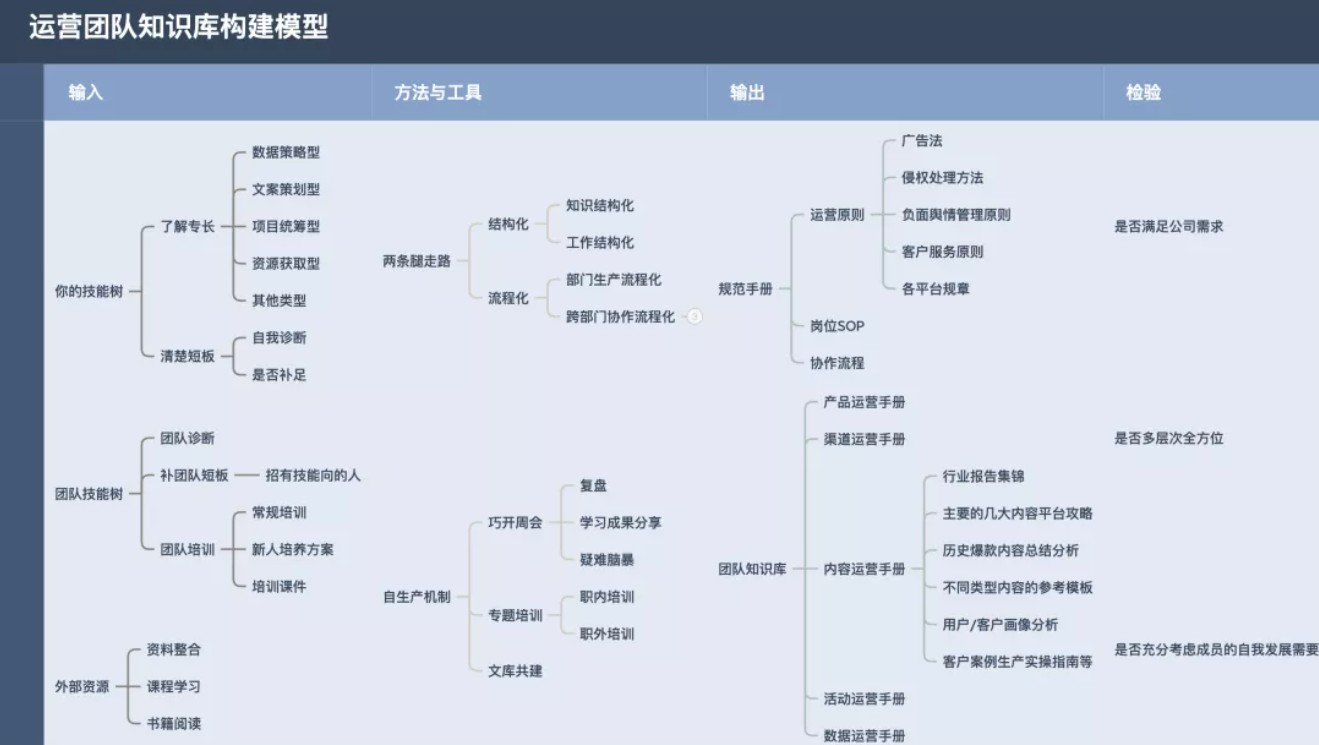 运营团队知识库构建模型
输入
方法与工具
输出
检验
你的技能树
了解专长
数据策略型
文案策划型
项目统筹型
资源获取型
其他类型
清楚短板
自我诊断
是否补足
团队技能树
团队诊断
补团队短板
招有技能向的人
团队培训
常规培训
新人培养方案
培训课件
外部资源
资料整合
课程学习
书籍阅读
两条腿走路
结构化
知识结构化
工作结构化
流程化
部门生产流程化
跨部门协作流程化
3
自生产机制
巧开周会
复盘
学习成果分享
疑难脑暴
专题培训
职内培训
职外培训
文库共建
规范手册
运营原则
广告法
侵权处理方法
负面舆情管理原则
客户服务原则
各平台规章
岗位SOP
协作流程
团队知识库
产品运营手册
渠道运营手册
内容运营手册
行业报告集锦
主要的几大内容平台攻略
历史爆款内容总结分析
不同类型内容的参考模板
用户/客户画像分析
客户案例生产实操指南等
活动运营手册
数据运营手册
是否满足公司需求
是否多层次全方位
是否充分考虑成员的自我发展需要